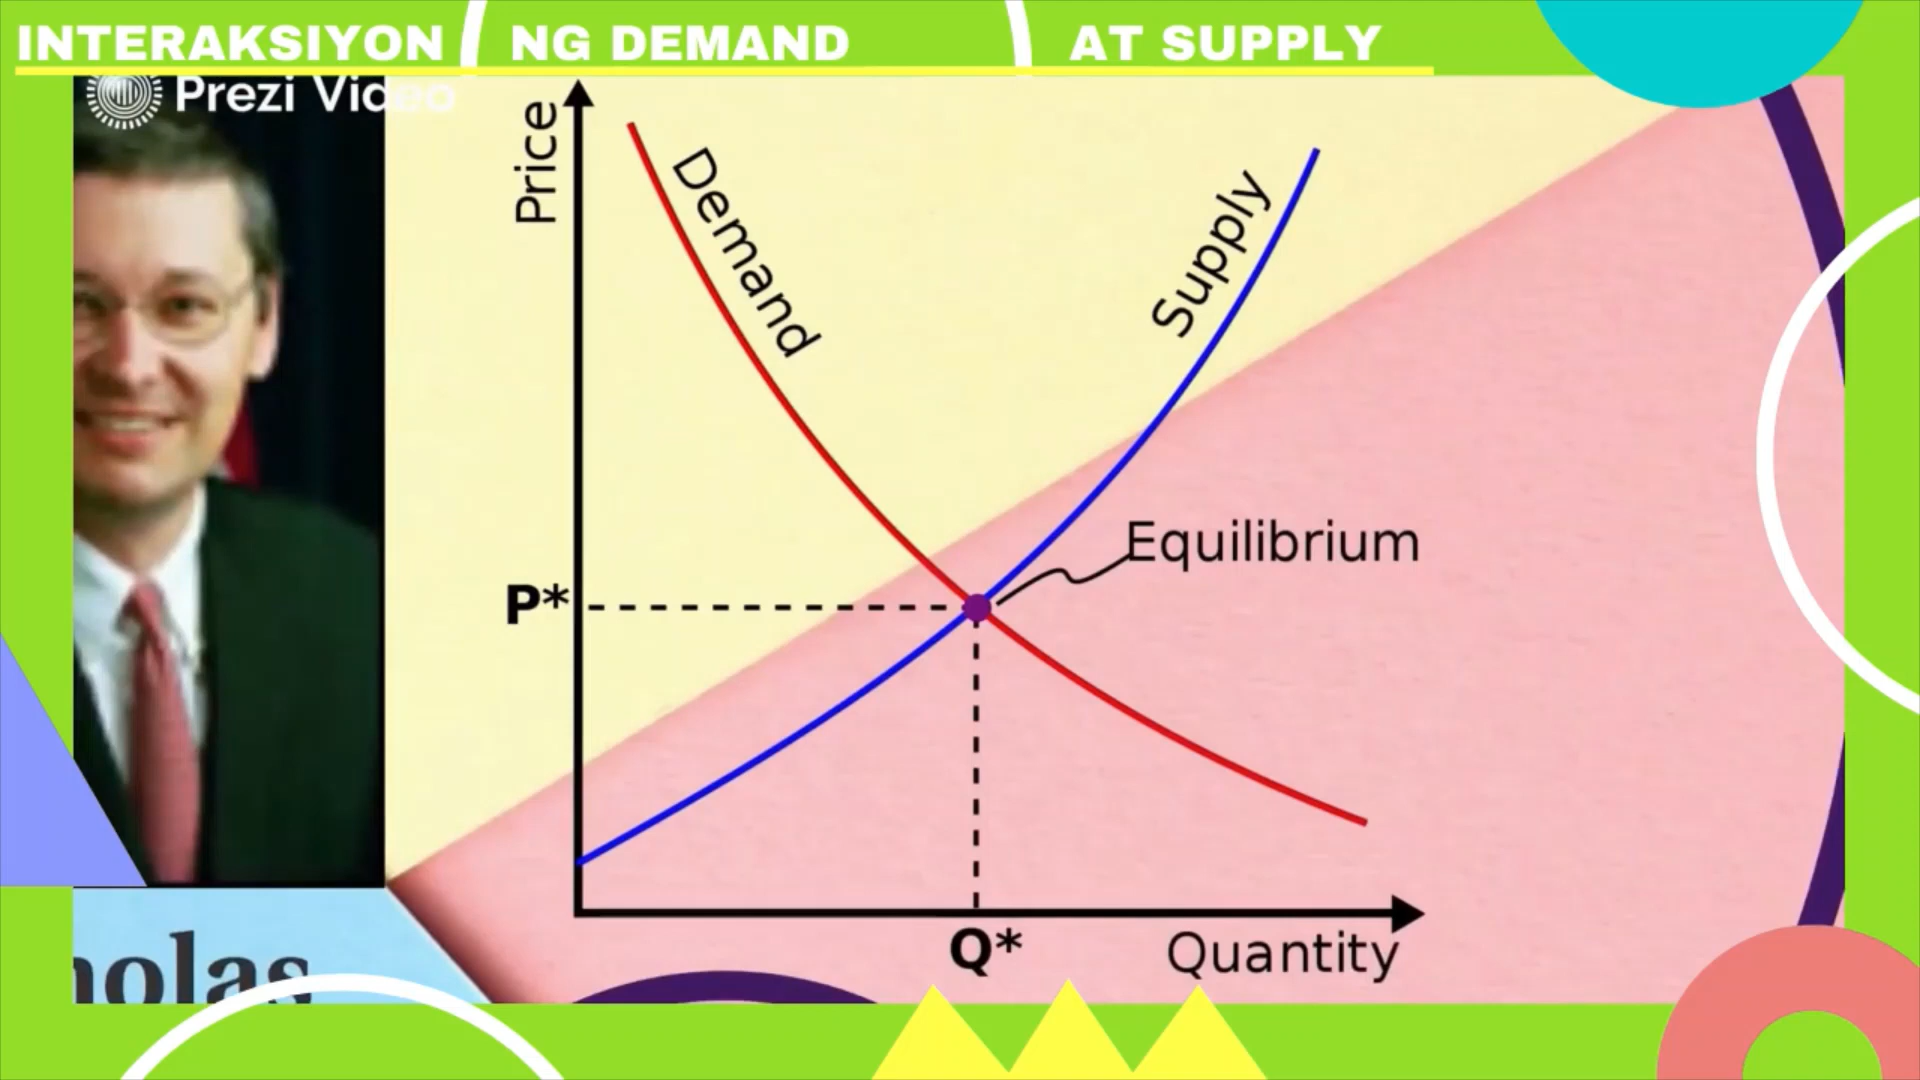 INTERAKSIYON NG DEMAND AT SUPPLY
Prezi Video
Price
Demand
Supply
Equilibrium
P*
Q*
Quantity
holas